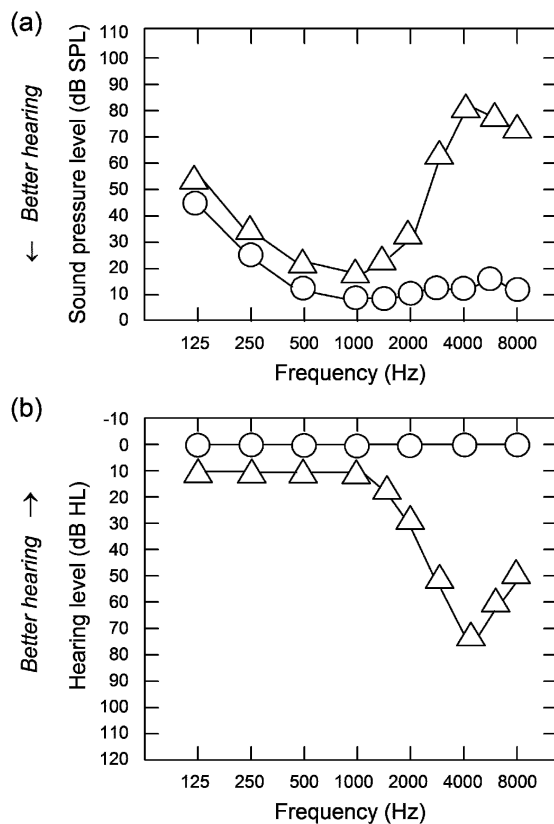 (a)
← Better hearing
Sound pressure level (dB SPL)
110
100
90
80
70
60
50
40
30
20
10
0
125 250 500 1000 2000 4000 8000
Frequency (Hz)
(b)
Better hearing →
Hearing level (dB HL)
-10
0
10
20
30
40
50
60
70
80
90
100
110
120
125 250 500 1000 2000 4000 8000
Frequency (Hz)